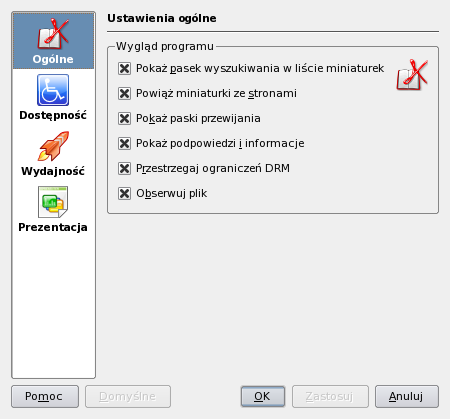 Ogólne
Dostępność
Wydajność
Prezentacja
Ustawienia ogólne
Wygląd programu
Pokaż pasek wyszukiwania w liście miniaturek
Powiąż miniaturki ze stronami
Pokaż paski przewijania
Pokaż podpowiedzi i informacje
Przestrzegaj ograniczeń DRM
Obserwuj plik
Pomoc
Domyślne
OK
Zastosuj
Anuluj